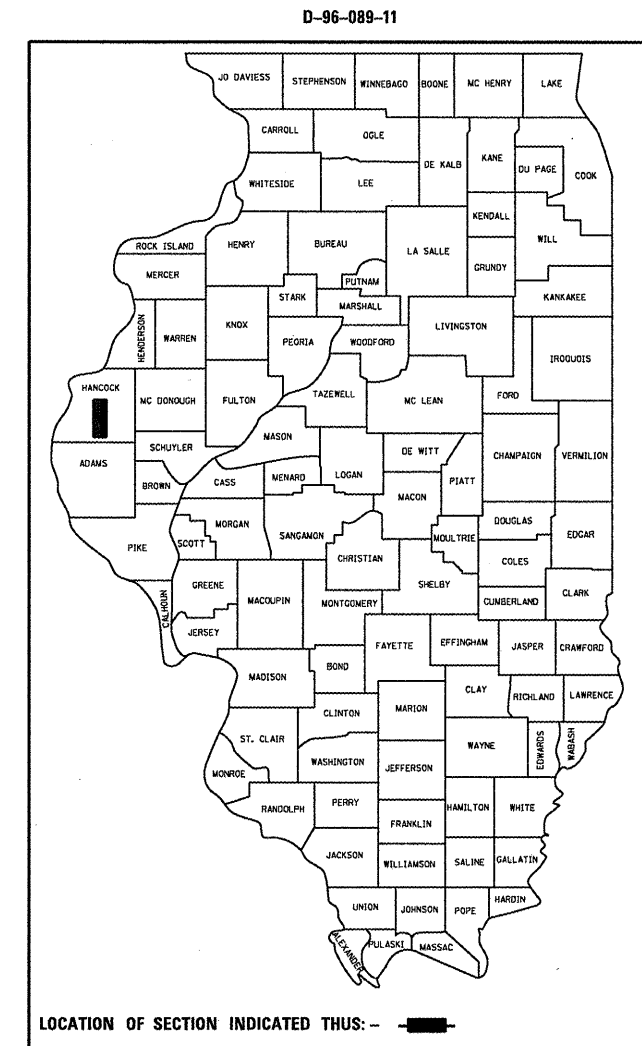 D-96-089-11
JO DAVIESS STEPHENSON WINNEBAGO BOONE MC HENRY LAKE
CARROLL OGLE DE KALB KANE DU PAGE COOK
WHITESIDE LEE
KENDALL WILL
ROCK ISLAND HENRY BUREAU LA SALLE GRUNDY
MERCER PUTNAM
STARK MARSHALL KANKAKEE
HENDERSON WARREN KNOX PEORIA WOODFORD LIVINGSTON IROQUOIS
HANCOCK MC DONOUGH FULTON TAZEWELL MC LEAN FORD
MASON
ADAMS SCHUYLER DE WITT CHAMPAIGN VERMILION
BROWN CASS MENARD LOGAN PIATT
MACON
PIKE SCOTT MORGAN SANGAMON MOULTRIE DOUGLAS EDGAR
CHRISTIAN COLES
CALHOUN GREENE MACOUPIN MONTGOMERY SHELBY CUMBERLAND CLARK
JERSEY FAYETTE EFFINGHAM JASPER CRAWFORD
MADISON BOND
CLAY RICHLAND LAWRENCE
CLINTON MARION
ST. CLAIR WAYNE EDWARDS WABASH
MONROE WASHINGTON JEFFERSON
RANDOLPH PERRY HAMILTON WHITE
FRANKLIN
JACKSON WILLIAMSON SALINE GALLATIN
UNION JOHNSON POPE HARDIN
ALEXANDER PULASKI MASSAC
LOCATION OF SECTION INDICATED THUS: -